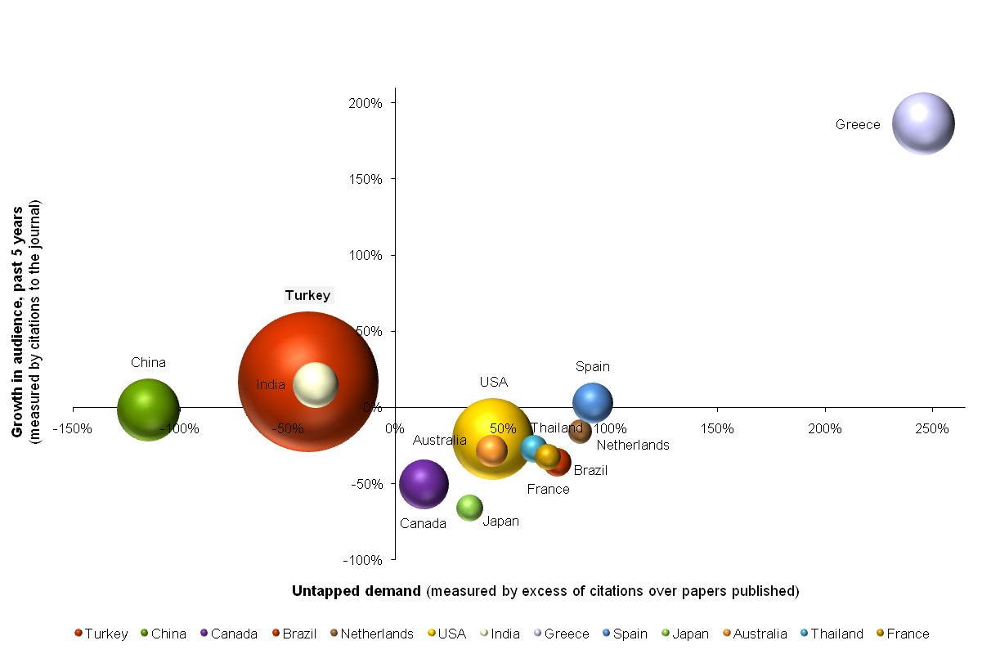 200%
Greece
150%
100%
Turkey
50%
China
Spain
India
USA
0%
-150%
-100%
-50%
0%
50%
Thailand
100%
150%
200%
250%
Australia
Netherlands
Brazil
-50%
France
Canada
Japan
-100%
Growth in audience, past 5 years
(measured by citations to the journal)
Untapped demand (measured by excess of citations over papers published)
Turkey China Canada Brazil Netherlands USA India Greece Spain Japan Australia Thailand France